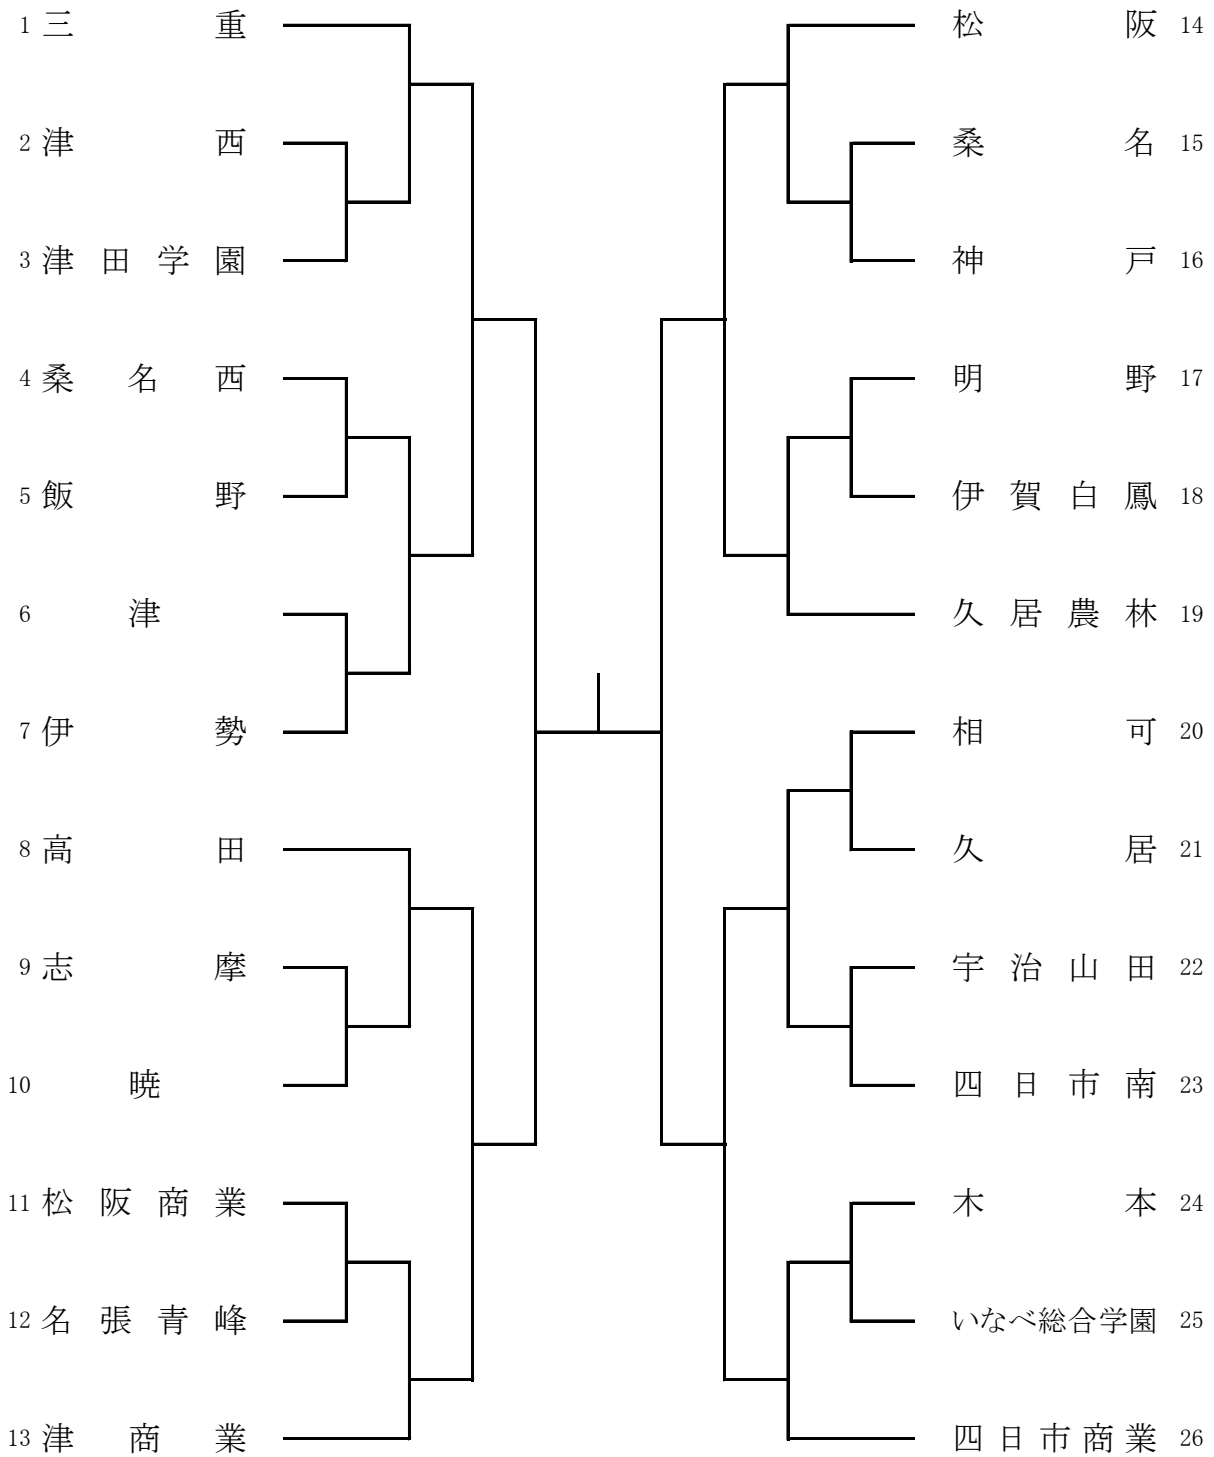 1 三重
2 津西
3 津田学園
4 桑名西
5 飯野
6 津
7 伊勢
8 高田
9 志摩
10 暁
11 松阪商業
12 名張青峰
13 津商業
松阪 14
桑名 15
神戸 16
明野 17
伊賀白鳳 18
久居農林 19
相可 20
久居 21
宇治山田 22
四日市南 23
木本 24
いなべ総合学園 25
四日市商業 26